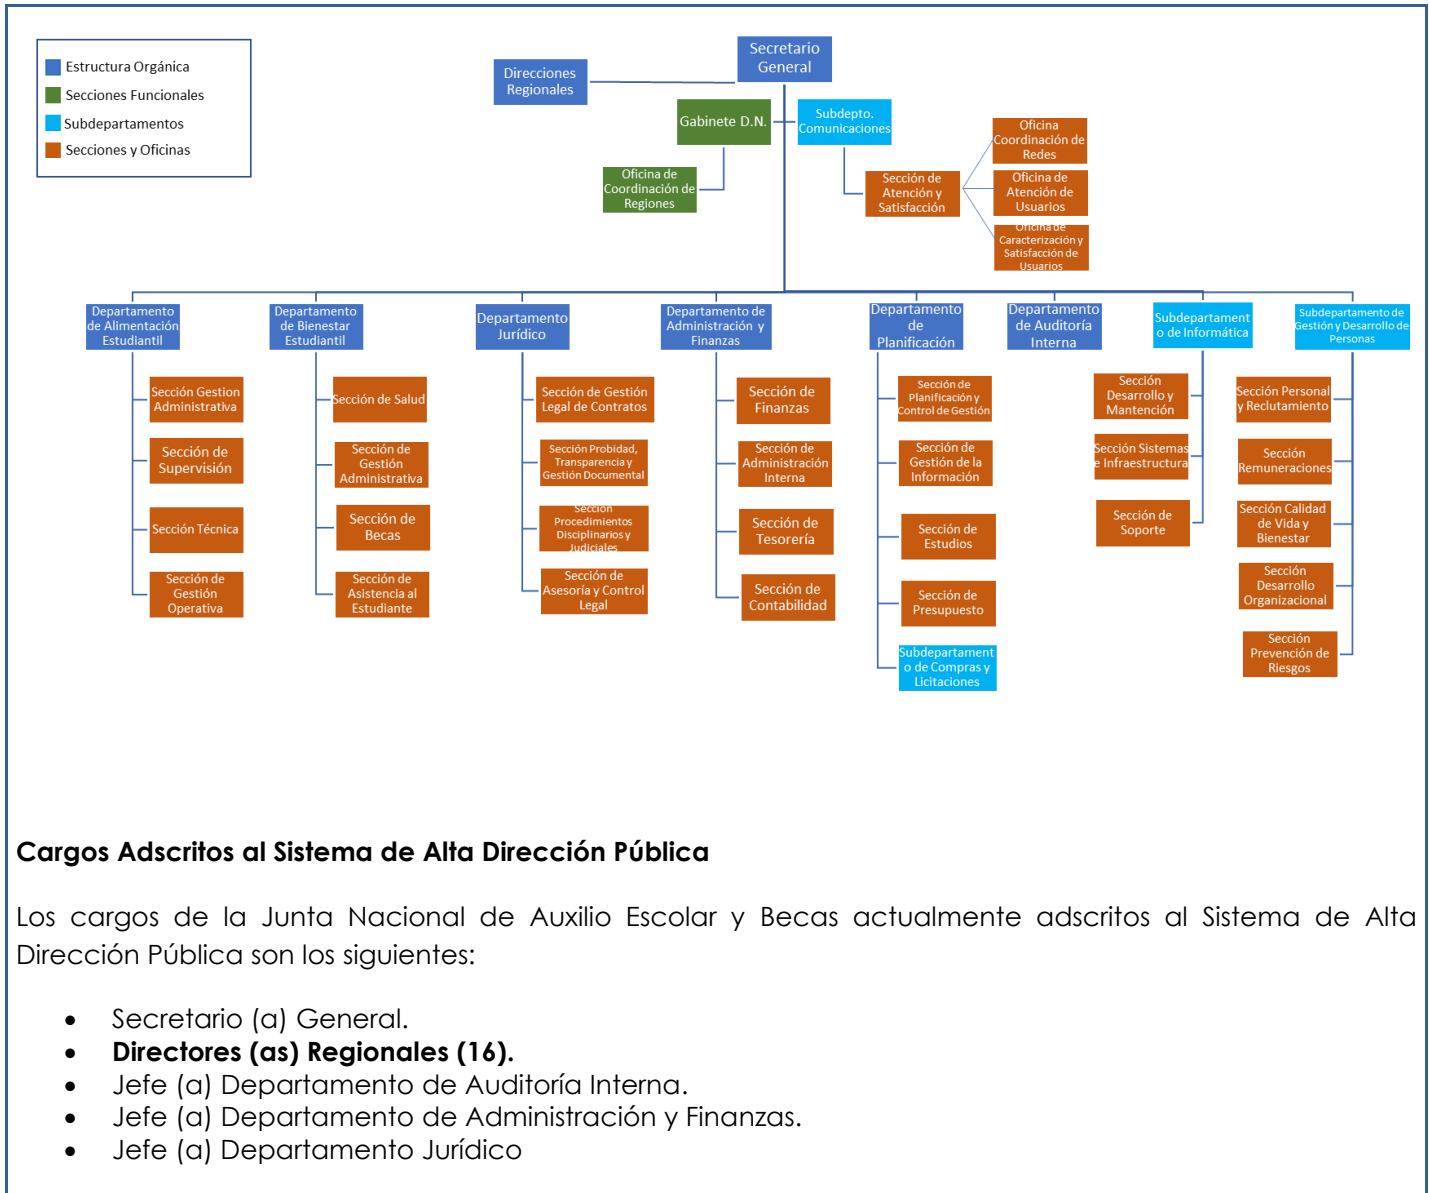 Estructura Orgánica
Secciones Funcionales
Subdepartamentos
Secciones y Oficinas
Secretario
General
Direcciones
Regionales
Gabinete D.N.
Subdepto.
Comunicaciones
Oficina de
Coordinación de
Regiones
Sección de
Atención y
Satisfacción
Oficina
Coordinación de
Redes
Oficina de
Atención de
Usuarios
Oficina de
Caracterización y
Satisfacción de
Usuarios
Departamento
de Alimentación
Estudiantil
Sección Gestion
Administrativa
Sección de
Supervisión
Sección Técnica
Sección de
Gestión
Operativa
Departamento
de Bienestar
Estudiantil
Sección de Salud
Sección de
Gestión
Administrativa
Sección de
Becas
Sección de
Asistencia al
Estudiante
Departamento
Jurídico
Sección de Gestión
Legal de Contratos
Sección Probidad,
Transparencia y
Gestión Documental
Sección
Procedimientos
Disciplinarios y
Judiciales
Sección de
Asesoría y Control
Legal
Departamento de
Administración y
Finanzas
Sección de
Finanzas
Sección de
Administración
Interna
Sección de
Tesorería
Sección de
Contabilidad
Departamento
de
Planificación
Sección de
Planificación y
Control de Gestión
Sección de
Gestión de la
Información
Sección de
Estudios
Sección de
Presupuesto
Subdepartament
o de Compras y
Licitaciones
Departamento
de Auditoría
Interna
Subdepartament
o de Informática
Sección
Desarrollo y
Mantención
Sección Sistemas
e Infraestructura
Sección de
Soporte
Subdepartamento de
Gestión y Desarrollo de
Personas
Sección Personal
y Reclutamiento
Sección
Remuneraciones
Sección Calidad
de Vida y
Bienestar
Sección
Desarrollo
Organizacional
Sección
Prevención de
Riesgos
Cargos Adscritos al Sistema de Alta Dirección Pública
Los cargos de la Junta Nacional de Auxilio Escolar y Becas actualmente adscritos al Sistema de Alta
Dirección Pública son los siguientes:
• Secretario (a) General.
• Directores (as) Regionales (16).
• Jefe (a) Departamento de Auditoría Interna.
• Jefe (a) Departamento de Administración y Finanzas.
• Jefe (a) Departamento Jurídico